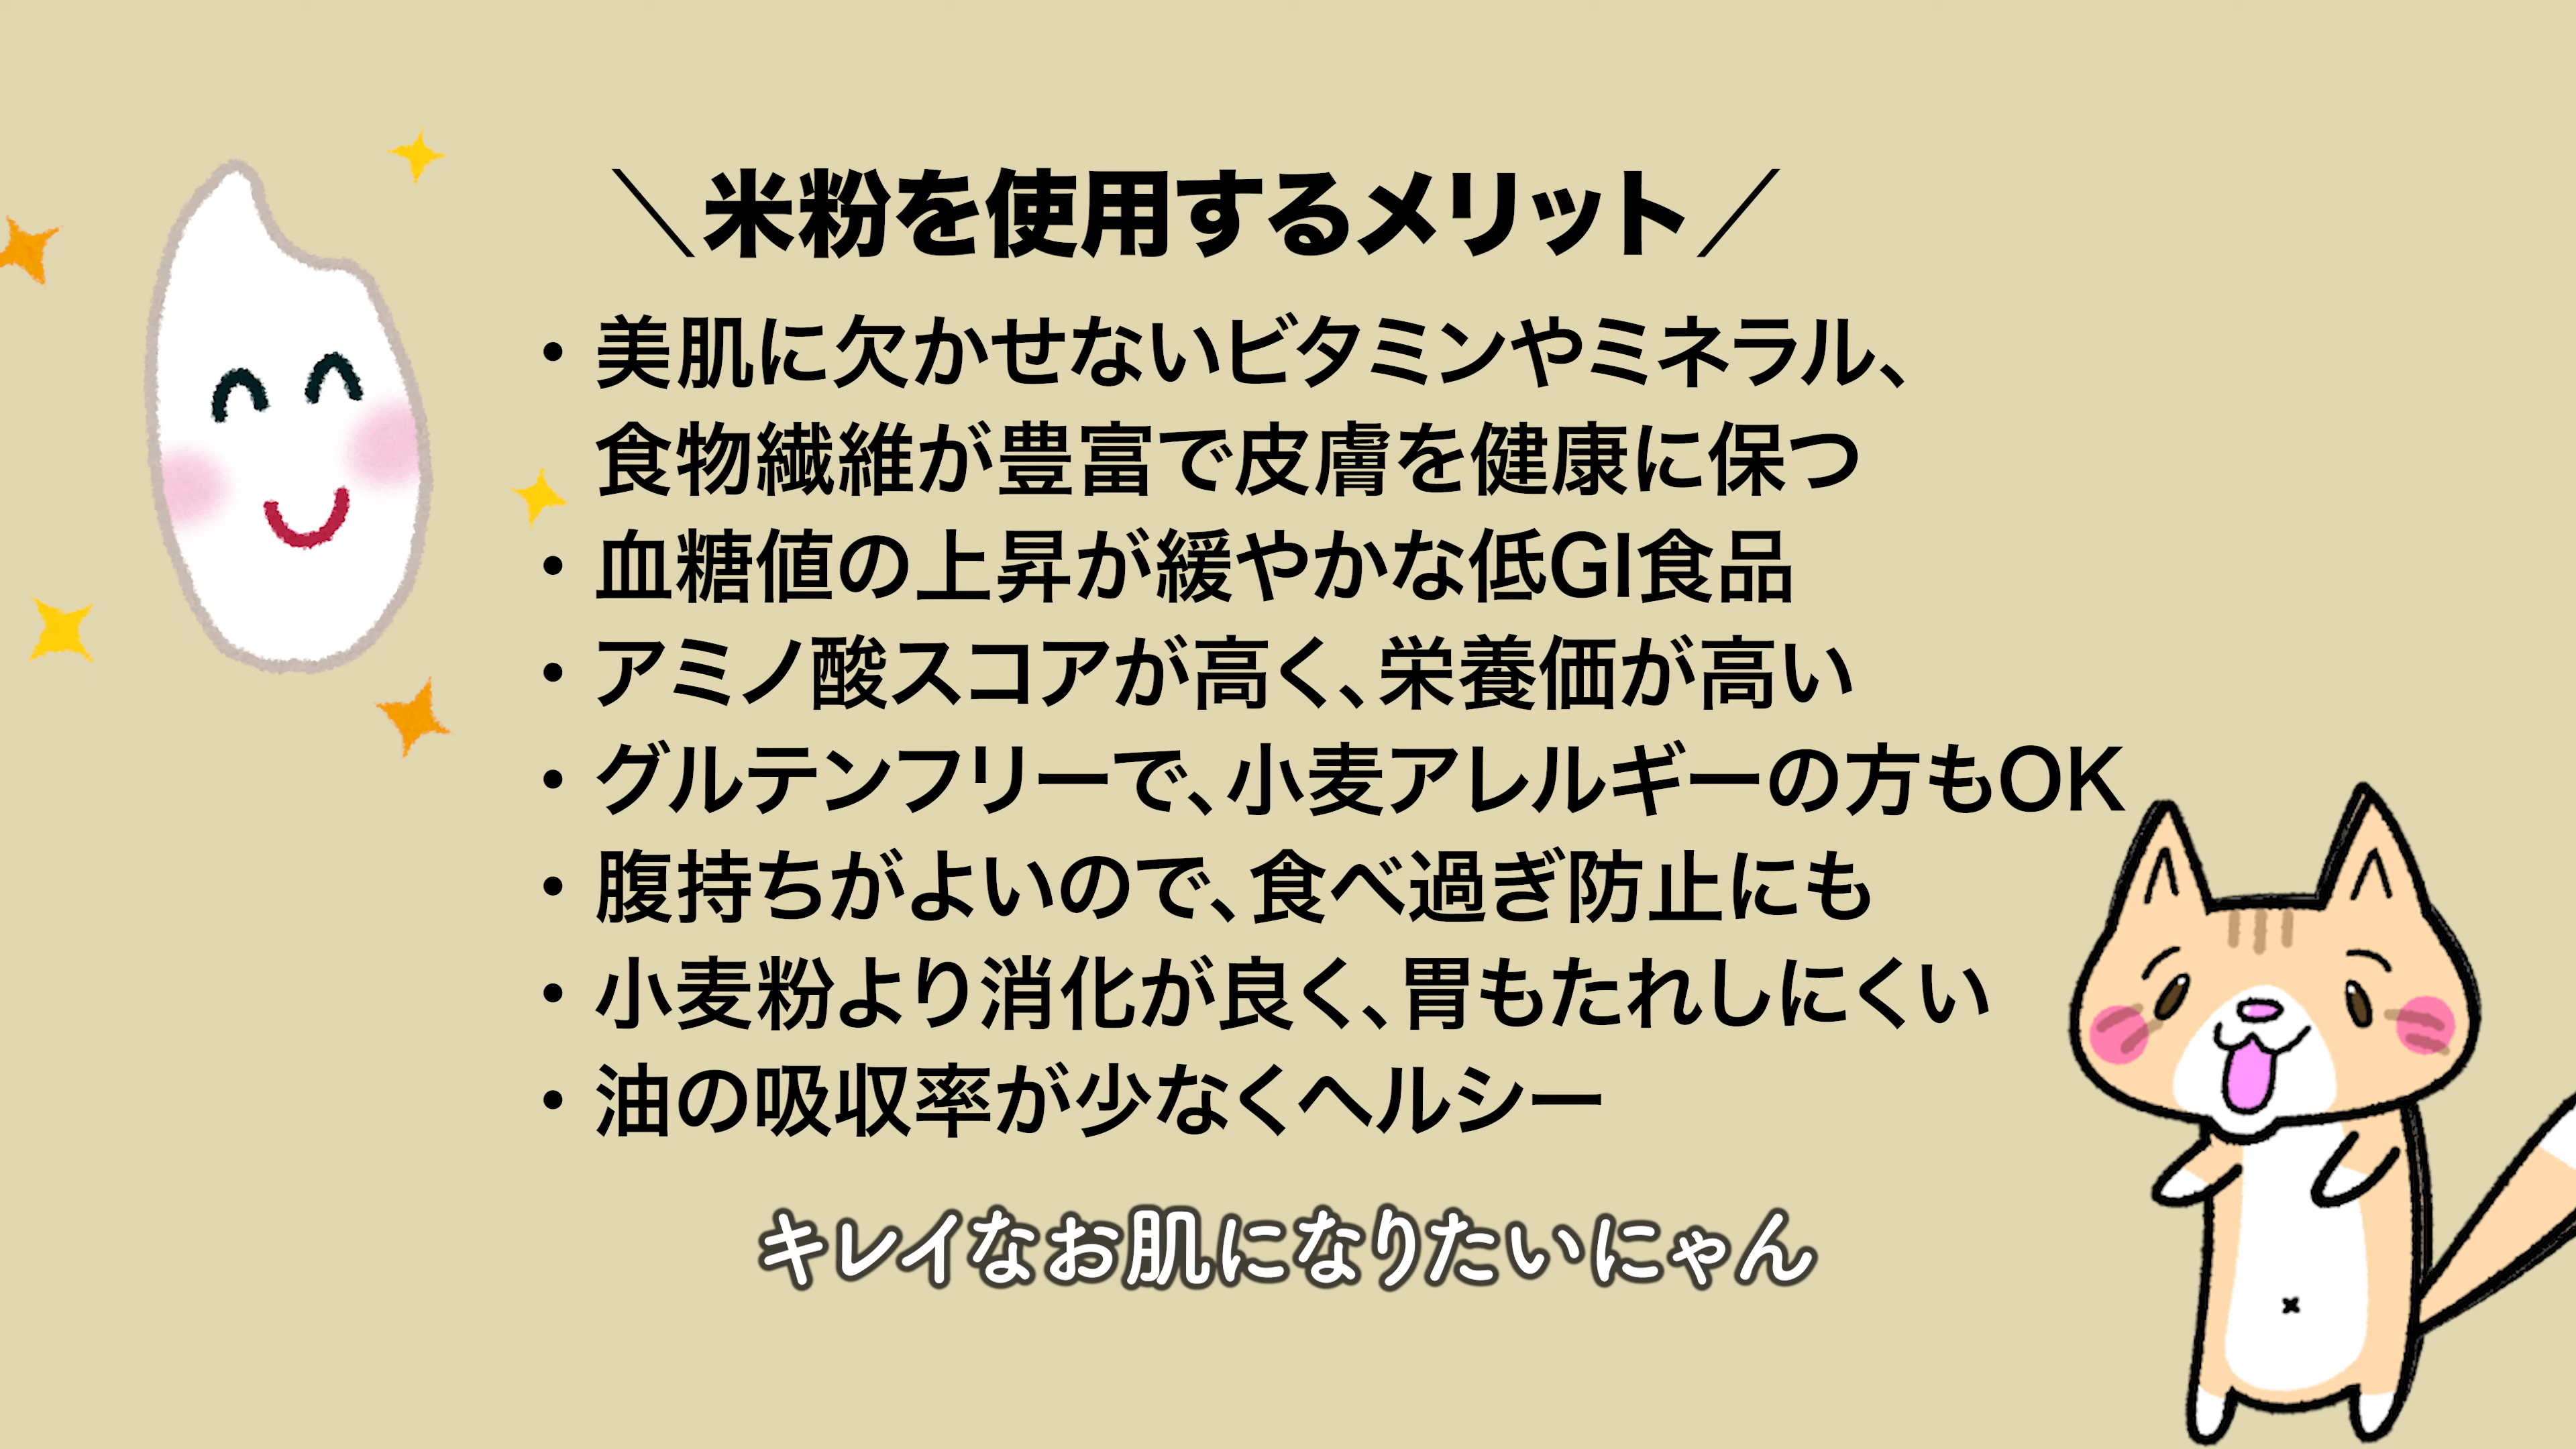 ＼米粉を使用するメリット／
・美肌に欠かせないビタミンやミネラル、
食物繊維が豊富で皮膚を健康に保つ
・血糖値の上昇が緩やかな低GI食品
・アミノ酸スコアが高く、栄養価が高い
・グルテンフリーで、小麦アレルギーの方もOK
・腹持ちがよいので、食べ過ぎ防止にも
・小麦粉より消化が良く、胃もたれしにくい
・油の吸収率が少なくヘルシー
キレイなお肌になりたいにゃん